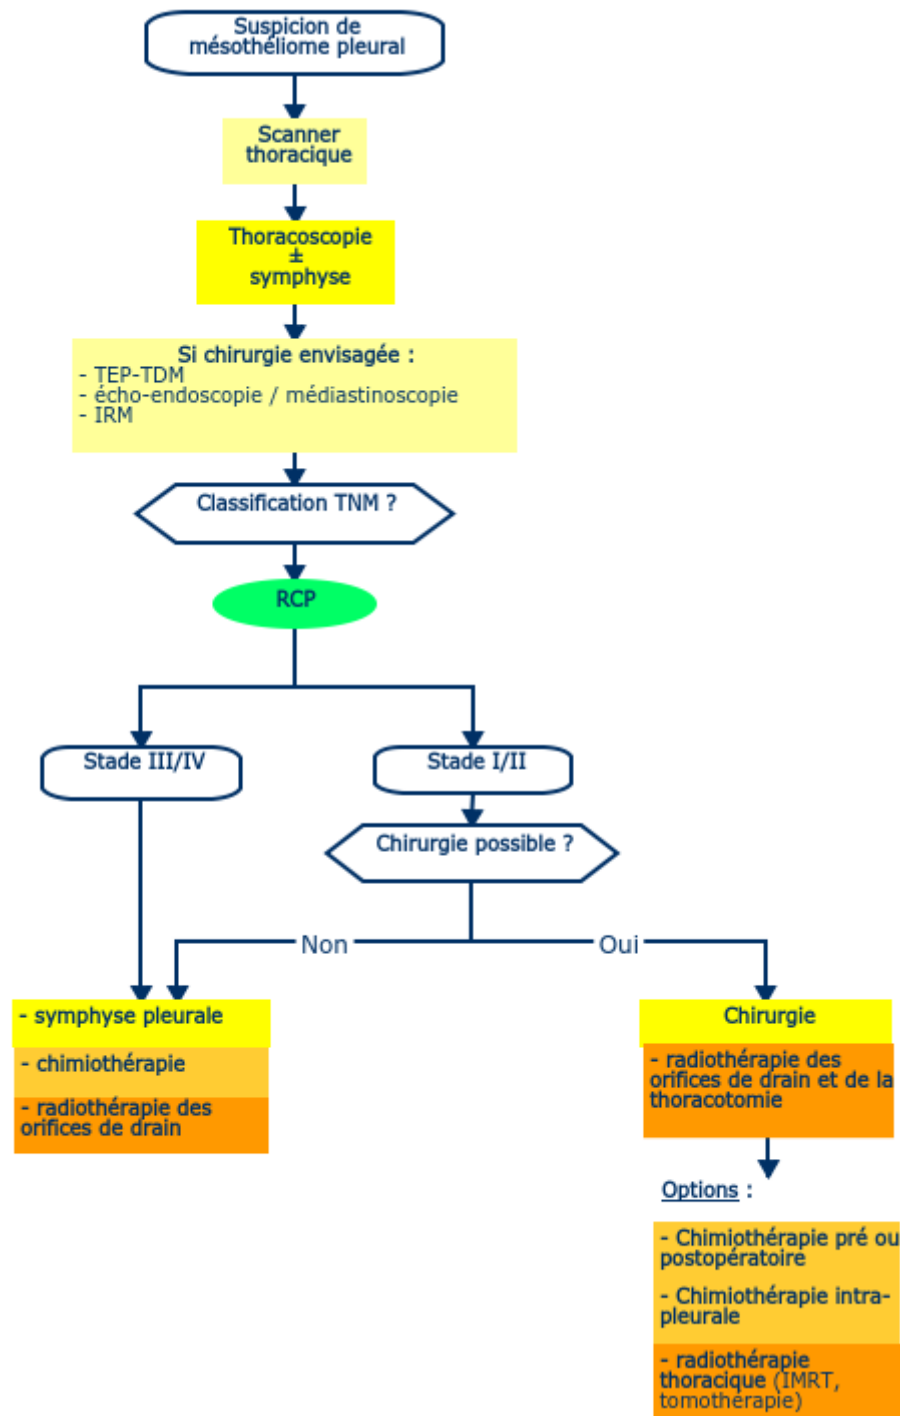 Suspicion de
mésothéliome pleural
Scanner
thoracique
Thoracoscopie
±
symphyse
Si chirurgie envisagée :
- TEP-TDM
- écho-endoscopie / médiastinoscopie
- IRM
Classification TNM ?
RCP
Stade III/IV
Stade I/II
Chirurgie possible ?
Non
Oui
- symphyse pleurale
- chimiothérapie
- radiothérapie des
orifices de drain
Chirurgie
- radiothérapie des
orifices de drain et de la
thoracotomie
Options :
- Chimiothérapie pré ou
postopératoire
- Chimiothérapie intra-
pleurale
- radiothérapie
thoracique (IMRT,
tomothérapie)